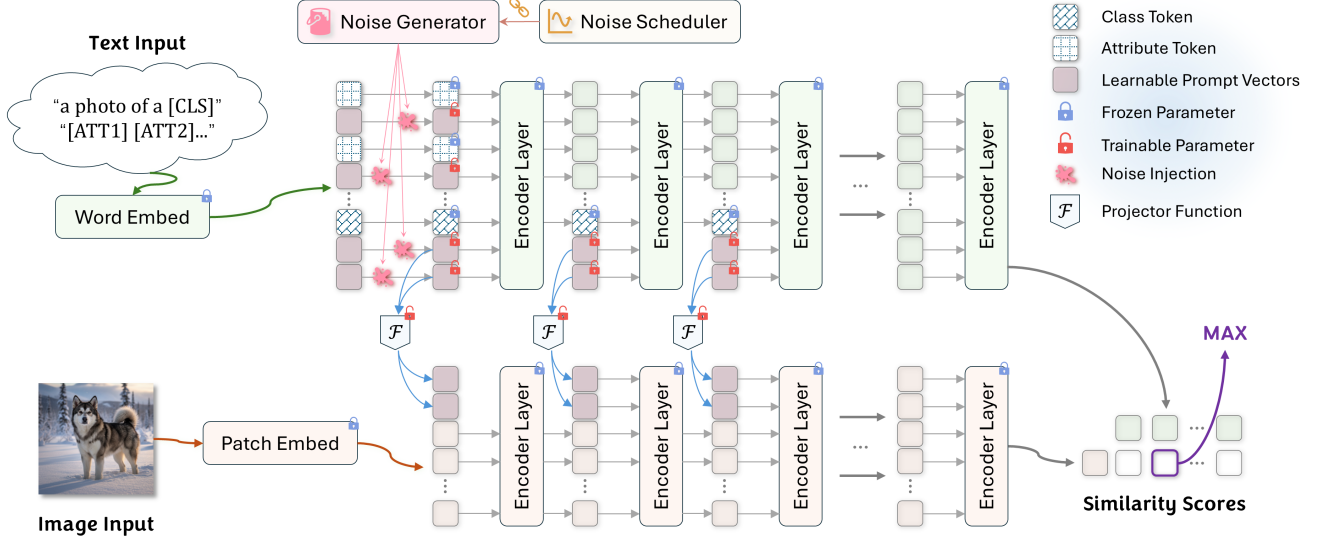 Noise Generator
Noise Scheduler
Text Input
“a photo of a [CLS]”
“[ATT1] [ATT2]...”
Word Embed
Encoder Layer
Encoder Layer
Encoder Layer
...
Encoder Layer
Class Token
Attribute Token
Learnable Prompt Vectors
Frozen Parameter
Trainable Parameter
Noise Injection
ℱ
Projector Function
ℱ
ℱ
ℱ
MAX
Patch Embed
Encoder Layer
Encoder Layer
Encoder Layer
...
Encoder Layer
...
...
Image Input
Similarity Scores